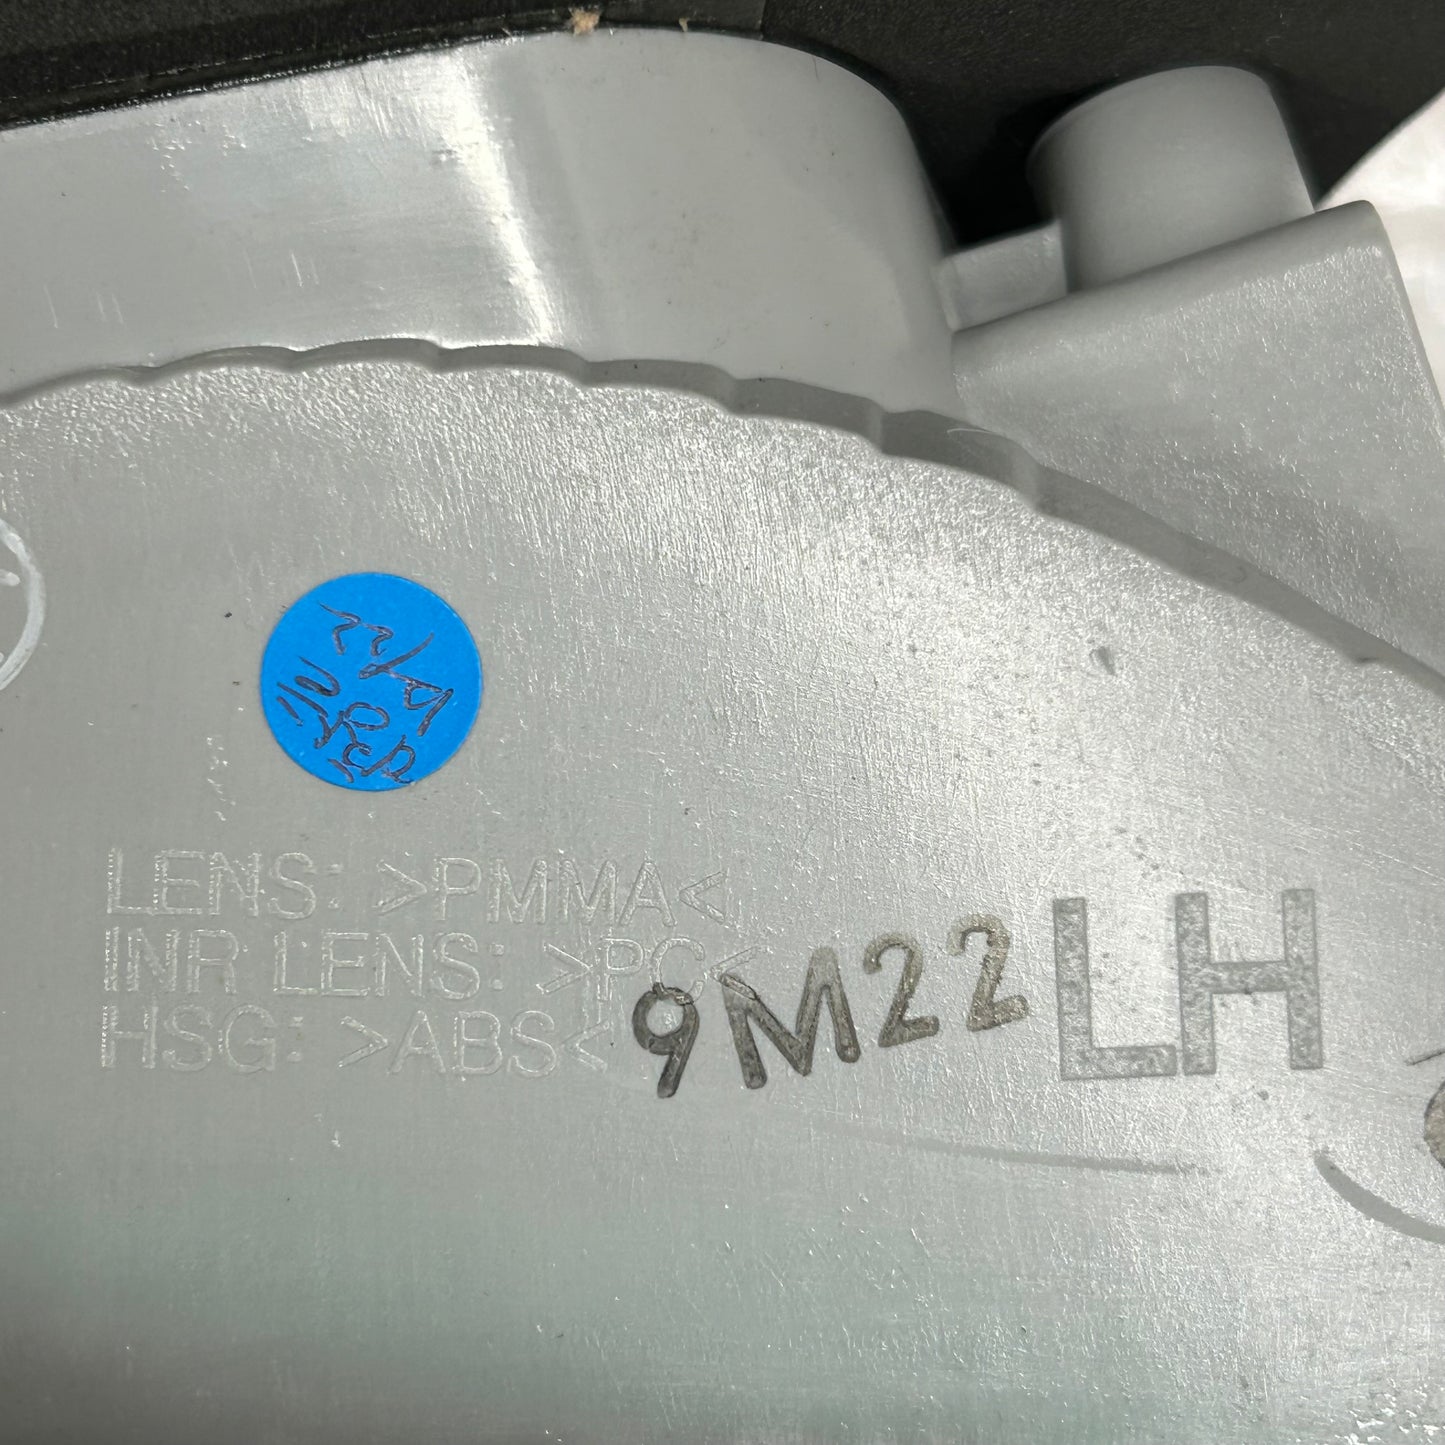 LENS: >PMMA<
INR LENS: >PC<
HSG: >ABS<
9M22
LH